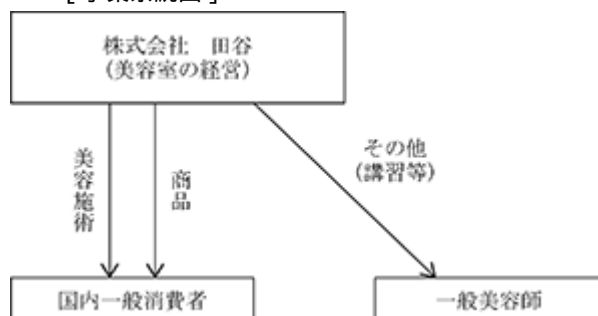 [事業系統図]
株式会社 田谷
(美容室の経営)
美容施術
商品
その他
(講習等)
国内一般消費者
一般美容師